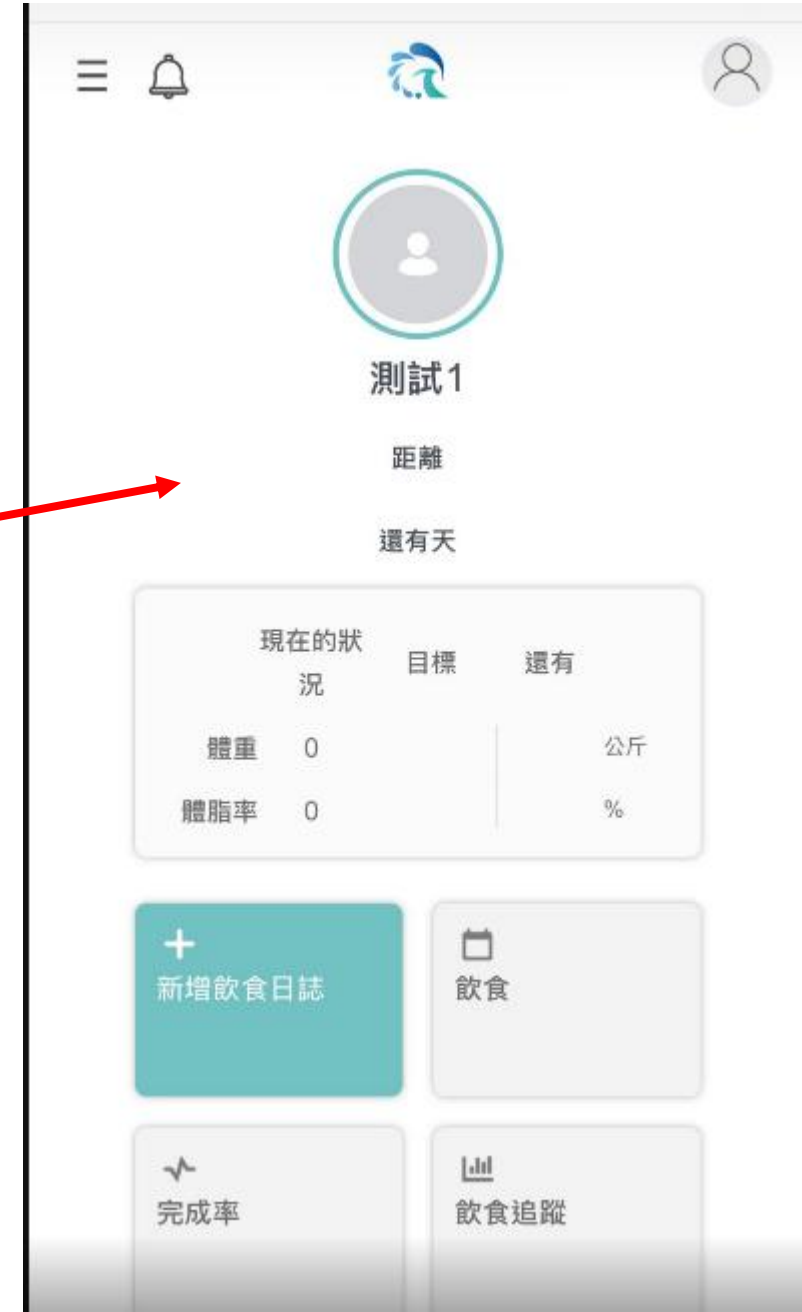 測試1
距離
還有天
現在的狀
況
目標
還有
體重 0 公斤
體脂率 0 %
新增飲食日誌
飲食
完成率
飲食追蹤